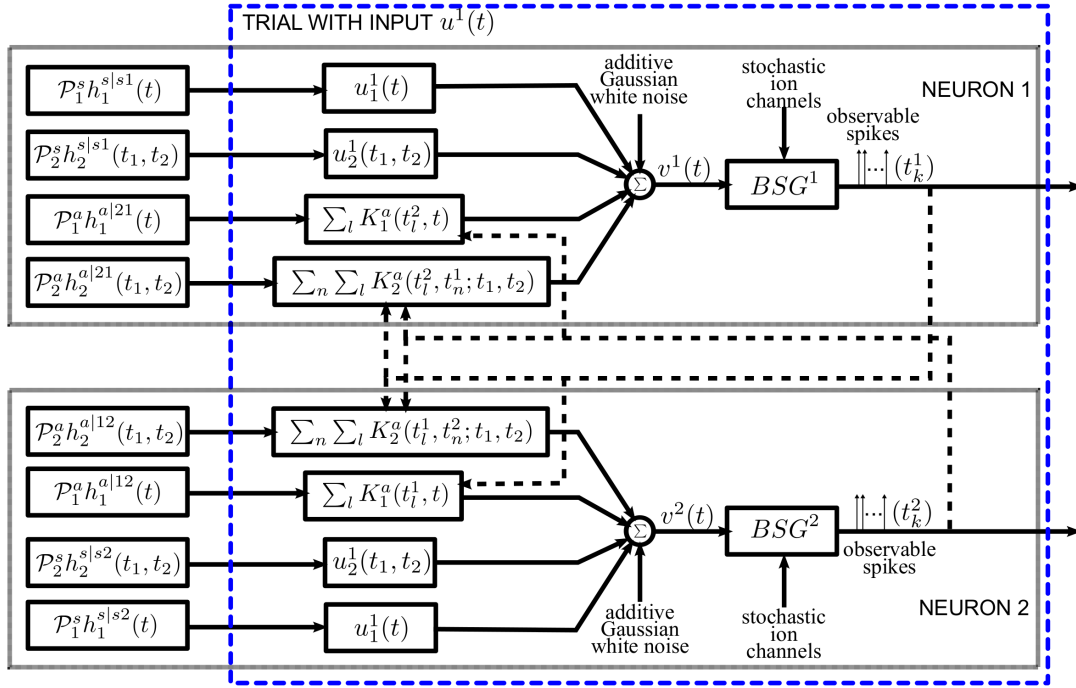 TRIAL WITH INPUT u¹(t)
NEURON 1
𝒫₁ˢh₁^{s|s1}(t)
u₁¹(t)
additive
Gaussian
white noise
stochastic
ion
channels
observable
spikes
𝒫₂ˢh₂^{s|s1}(t₁, t₂)
u₂¹(t₁, t₂)
Σ
v¹(t)
BSG¹
... (t_k¹)
𝒫₁ᵃh₁^{a|21}(t)
∑_l K₁ᵃ(t_l², t)
𝒫₂ᵃh₂^{a|21}(t₁, t₂)
∑_n ∑_l K₂ᵃ(t_l², t_n¹; t₁, t₂)
𝒫₂ᵃh₂^{a|12}(t₁, t₂)
∑_n ∑_l K₂ᵃ(t_l¹, t_n²; t₁, t₂)
𝒫₁ᵃh₁^{a|12}(t)
∑_l K₁ᵃ(t_l¹, t)
Σ
v²(t)
BSG²
... (t_k²)
observable
spikes
𝒫₂ˢh₂^{s|s2}(t₁, t₂)
u₂¹(t₁, t₂)
𝒫₁ˢh₁^{s|s2}(t)
u₁¹(t)
additive
Gaussian
white noise
stochastic
ion
channels
NEURON 2